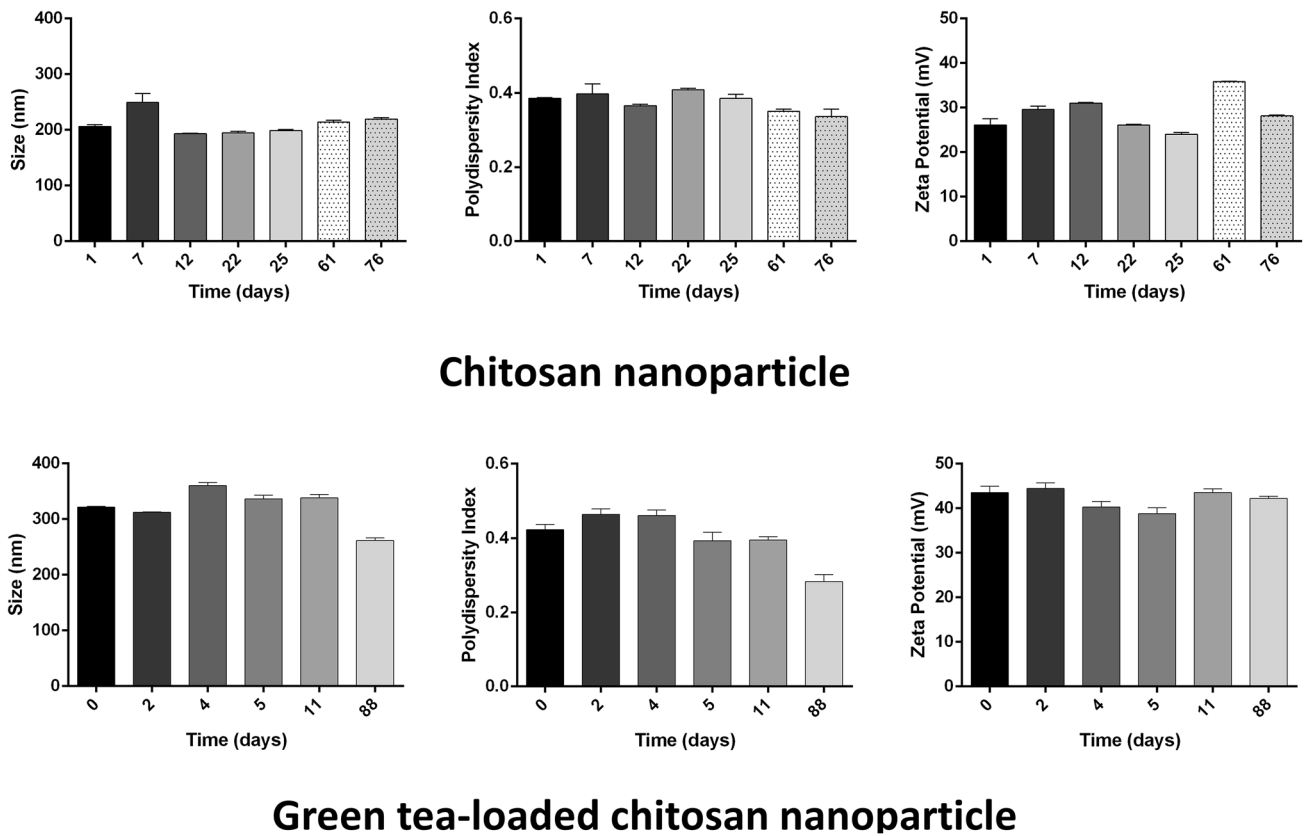 400
300
200
100
0
Size (nm)
1 7 12 22 25 61 76
Time (days)
0.6
0.4
0.2
0.0
Polydispersity Index
1 7 12 22 25 61 76
Time (days)
50
40
30
20
10
0
Zeta Potential (mV)
1 7 12 22 25 61 76
Time (days)
Chitosan nanoparticle
400
300
200
100
0
Size (nm)
0 2 4 5 11 88
Time (days)
0.6
0.4
0.2
0.0
Polydispersity Index
0 2 4 5 11 88
Time (days)
50
40
30
20
10
0
Zeta Potential (mV)
0 2 4 5 11 88
Time (days)
Green tea-loaded chitosan nanoparticle